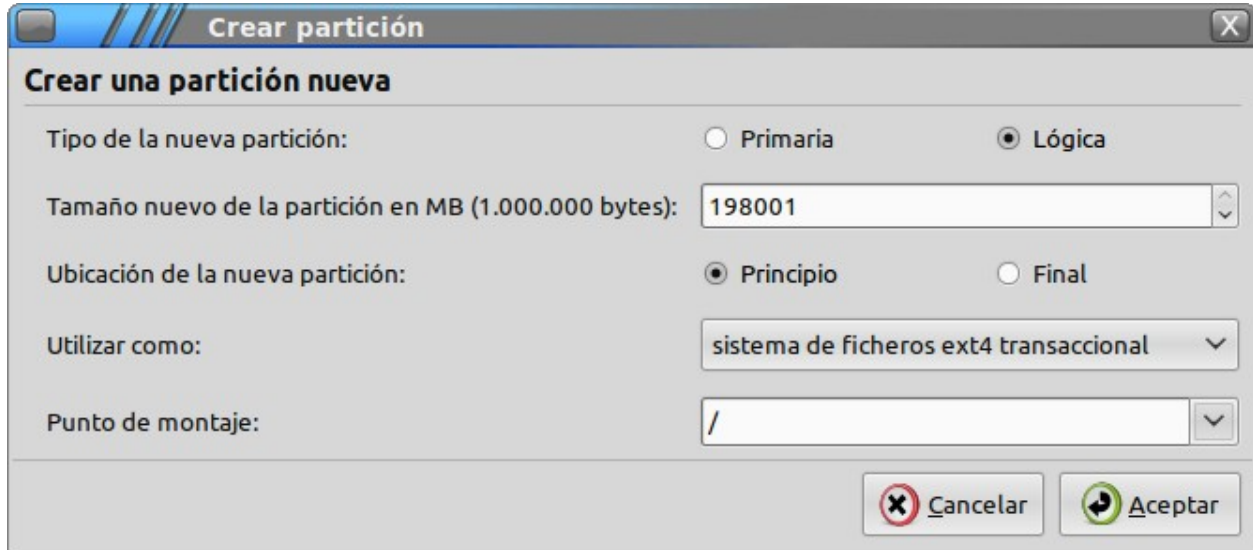 Crear partición
X
Crear una partición nueva
Tipo de la nueva partición: Primaria Lógica
Tamaño nuevo de la partición en MB (1.000.000 bytes): 198001
Ubicación de la nueva partición: Principio Final
Utilizar como: sistema de ficheros ext4 transaccional
Punto de montaje: /
Cancelar Aceptar